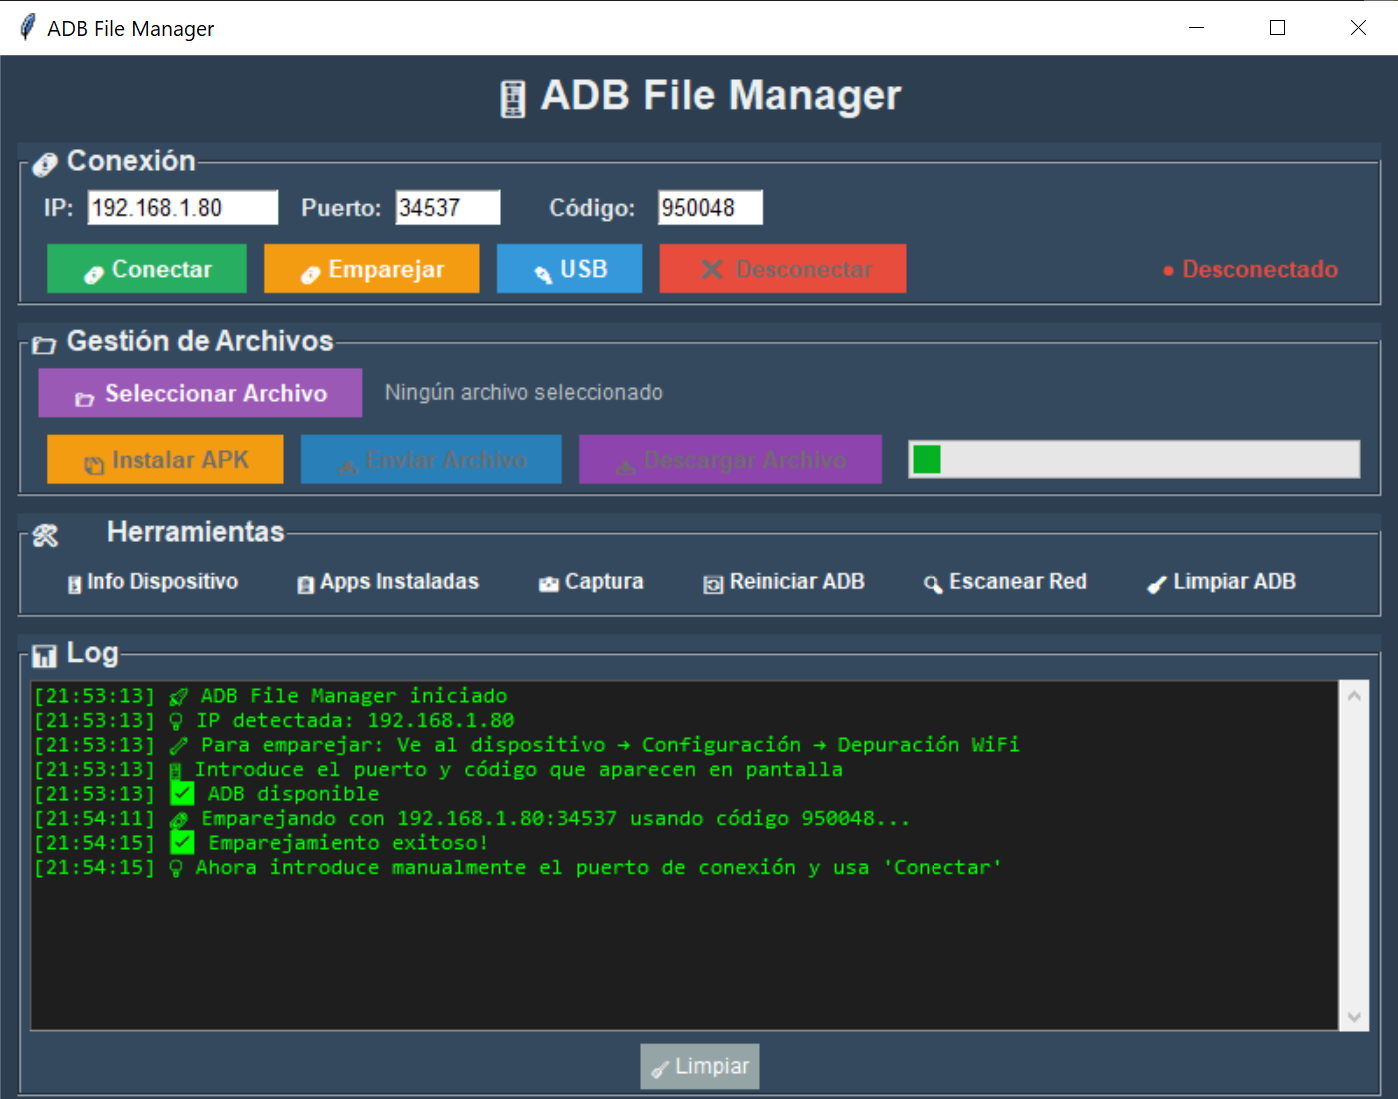 ADB File Manager
ADB File Manager
Conexión
IP: 192.168.1.80 Puerto: 34537 Código: 950048
Conectar Emparejar USB Desconectar ● Desconectado
Gestión de Archivos
Seleccionar Archivo Ningún archivo seleccionado
Instalar APK Enviar Archivo Descargar Archivo
Herramientas
Info Dispositivo Apps Instaladas Captura Reiniciar ADB Escanear Red Limpiar ADB
Log
[21:53:13] 🚀 ADB File Manager iniciado
[21:53:13] 💡 IP detectada: 192.168.1.80
[21:53:13] 🔗 Para emparejar: Ve al dispositivo → Configuración → Depuración WiFi
[21:53:13] 📱 Introduce el puerto y código que aparecen en pantalla
[21:53:13] ✅ ADB disponible
[21:54:11] 🔗 Emparejando con 192.168.1.80:34537 usando código 950048...
[21:54:15] ✅ Emparejamiento exitoso!
[21:54:15] 💡 Ahora introduce manualmente el puerto de conexión y usa 'Conectar'
Limpiar